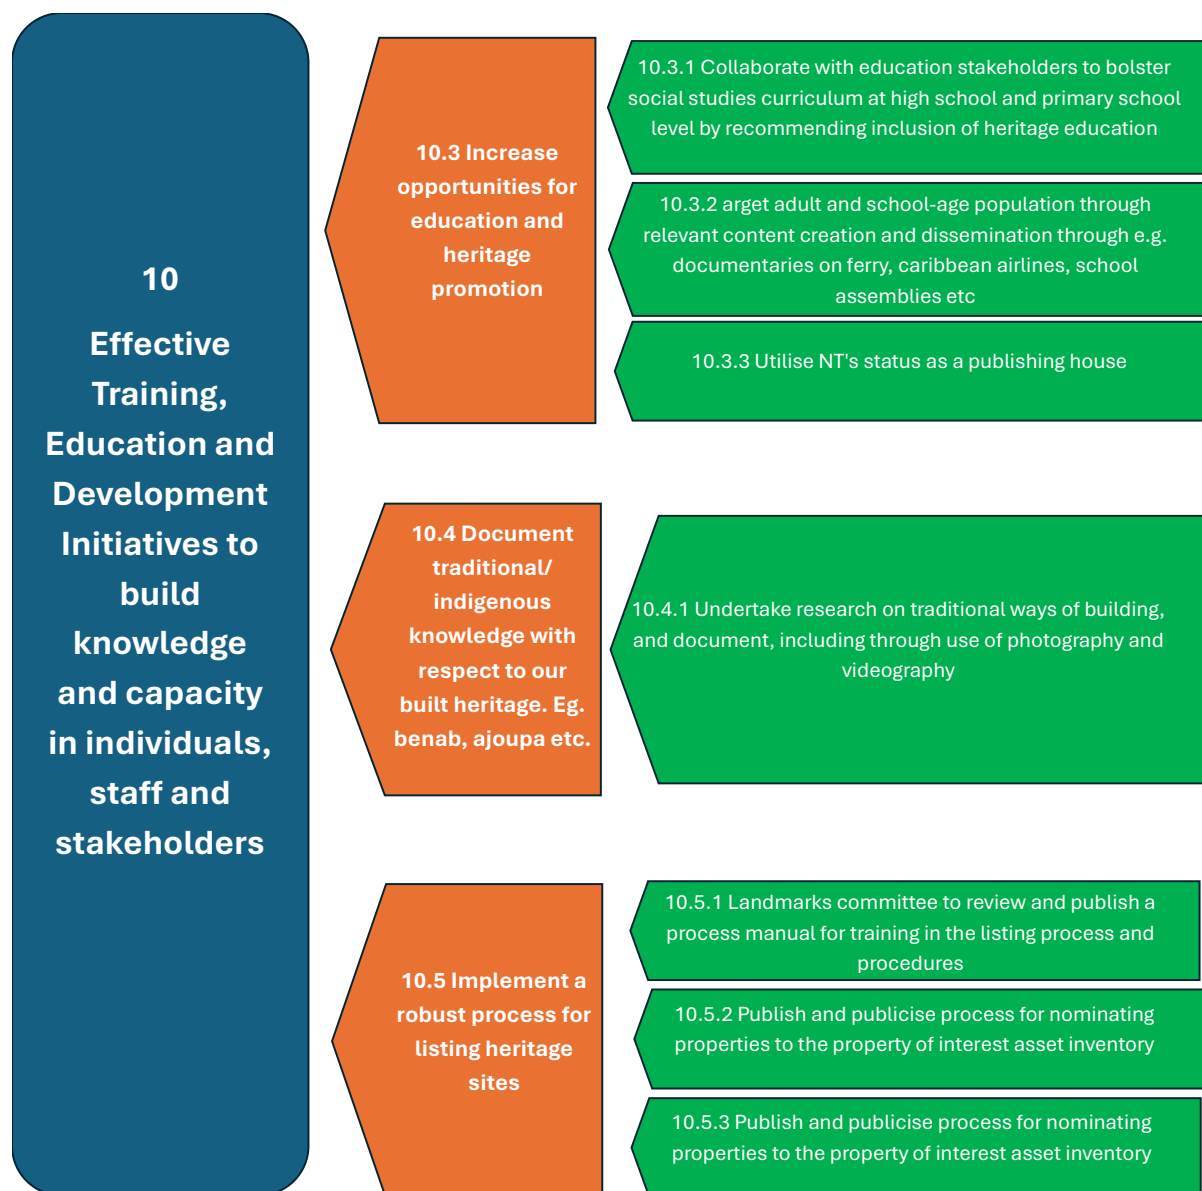 10
Effective
Training,
Education and
Development
Initiatives to
build
knowledge
and capacity
in individuals,
staff and
stakeholders
10.3 Increase
opportunities for
education and
heritage
promotion
10.3.1 Collaborate with education stakeholders to bolster
social studies curriculum at high school and primary school
level by recommending inclusion of heritage education
10.3.2 arget adult and school-age population through
relevant content creation and dissemination through e.g.
documentaries on ferry, caribbean airlines, school
assemblies etc
10.3.3 Utilise NT's status as a publishing house
10.4 Document
traditional/
indigenous
knowledge with
respect to our
built heritage. Eg.
benab, ajoupa etc.
10.4.1 Undertake research on traditional ways of building,
and document, including through use of photography and
videography
10.5 Implement a
robust process for
listing heritage
sites
10.5.1 Landmarks committee to review and publish a
process manual for training in the listing process and
procedures
10.5.2 Publish and publicise process for nominating
properties to the property of interest asset inventory
10.5.3 Publish and publicise process for nominating
properties to the property of interest asset inventory